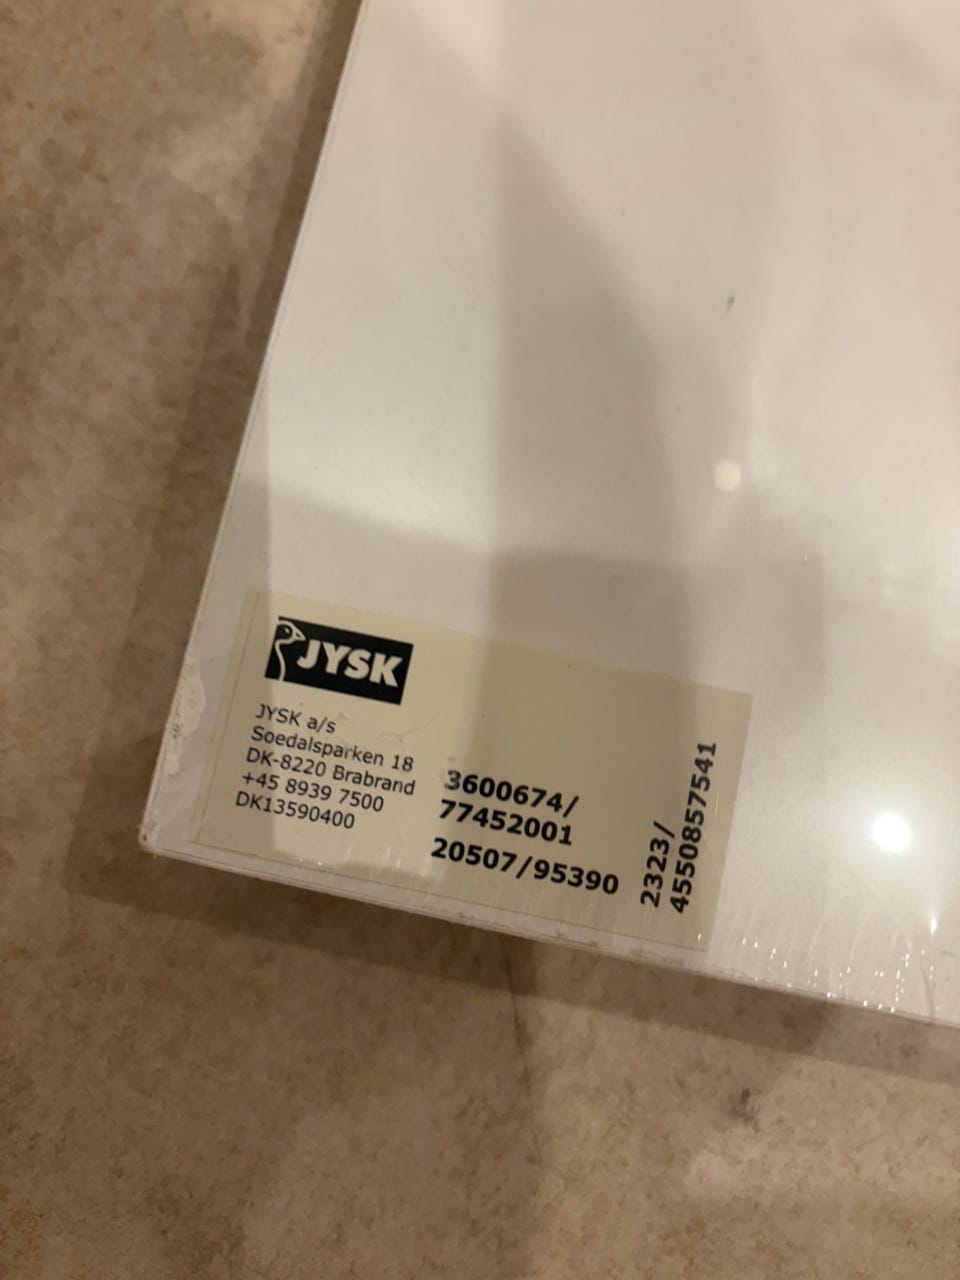 JYSK
JYSK a/s
Soedalsparken 18
DK-8220 Brabrand
+45 8939 7500
DK13590400
3600674/
77452001
20507/95390
2323/
4550857541